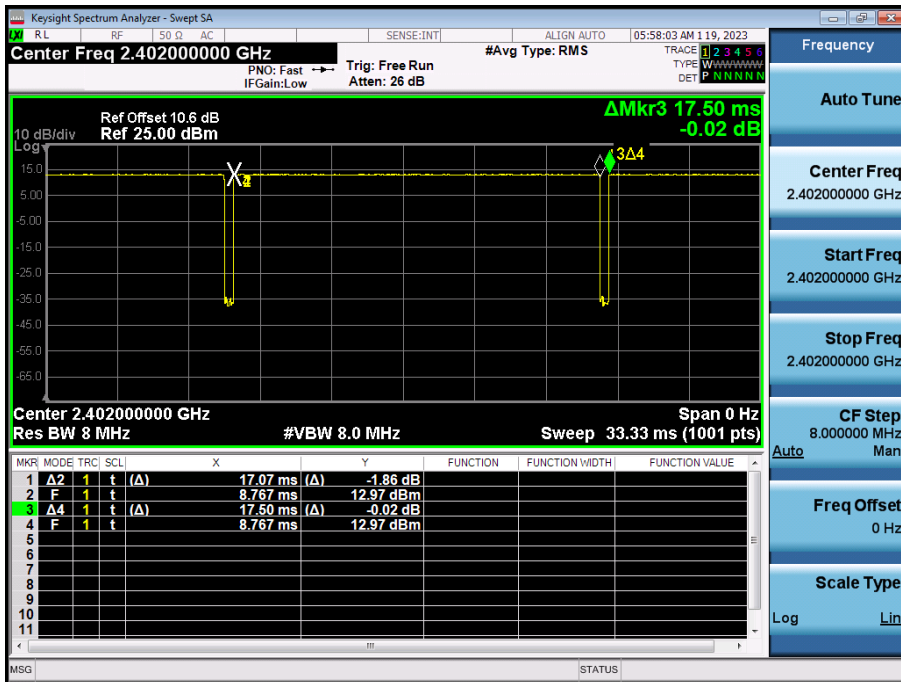 Keysight Spectrum Analyzer - Swept SA
LXI RL RF 50 Ω AC SENSE:INT ALIGN AUTO 05:58:03 AM 1 19, 2023
Center Freq 2.402000000 GHz #Avg Type: RMS TRACE 1 2 3 4 5 6
PNO: Fast Trig: Free Run TYPE WWWWWWW
IFGain:Low Atten: 26 dB DET P N N N N N
ΔMkr3 17.50 ms
-0.02 dB
Ref Offset 10.6 dB
10 dB/div Ref 25.00 dBm
Log
3Δ4
15.0
4
5.00
-5.00
-15.0
-25.0
-35.0
-45.0
-55.0
-65.0
Center 2.402000000 GHz Span 0 Hz
Res BW 8 MHz #VBW 8.0 MHz Sweep 33.33 ms (1001 pts)
MKR MODE TRC SCL X Y FUNCTION FUNCTION WIDTH FUNCTION VALUE
1 Δ2 1 t (Δ) 17.07 ms (Δ) -1.86 dB
2 F 1 t 8.767 ms 12.97 dBm
3 Δ4 1 t (Δ) 17.50 ms (Δ) -0.02 dB
4 F 1 t 8.767 ms 12.97 dBm
5
6
7
8
9
10
11
MSG STATUS
Frequency
Auto Tune
Center Freq
2.402000000 GHz
Start Freq
2.402000000 GHz
Stop Freq
2.402000000 GHz
CF Step
8.000000 MHz
Auto Man
Freq Offset
0 Hz
Scale Type
Log Lin